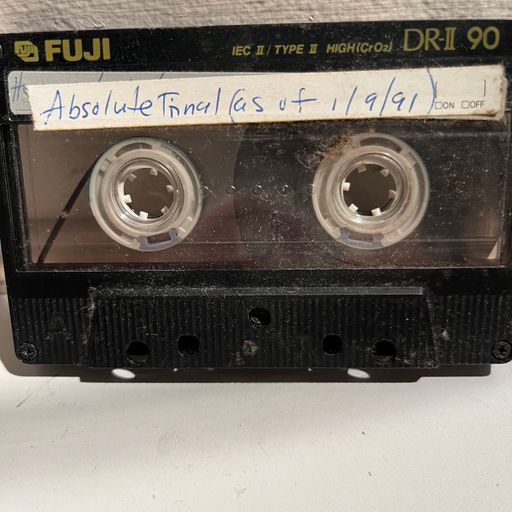 FUJI IEC II / TYPE II HIGH (CrO2) DR-II 90
Absolute Final (as of 1/9/91) ON OFF
A